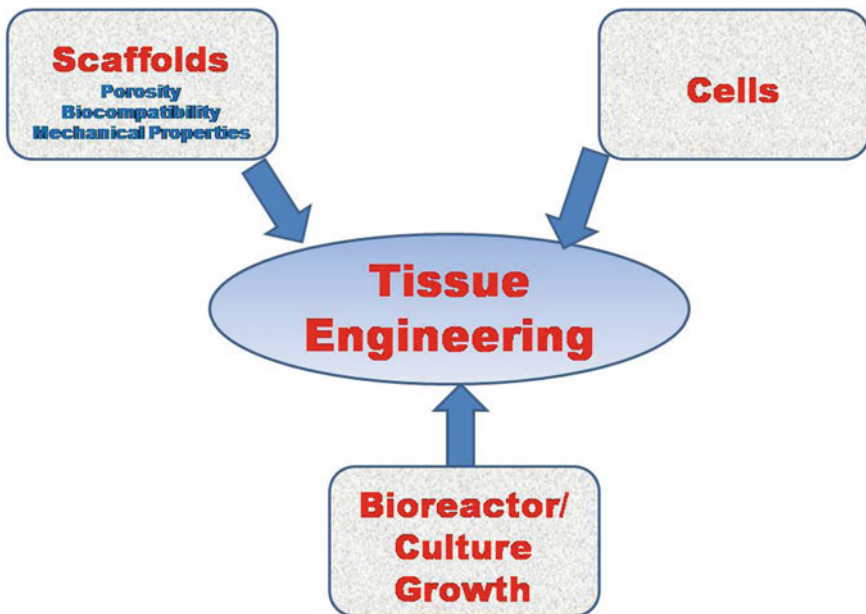 Scaffolds
Porosity
Biocompatibility
Mechanical Properties
Cells
Tissue
Engineering
Bioreactor/
Culture
Growth